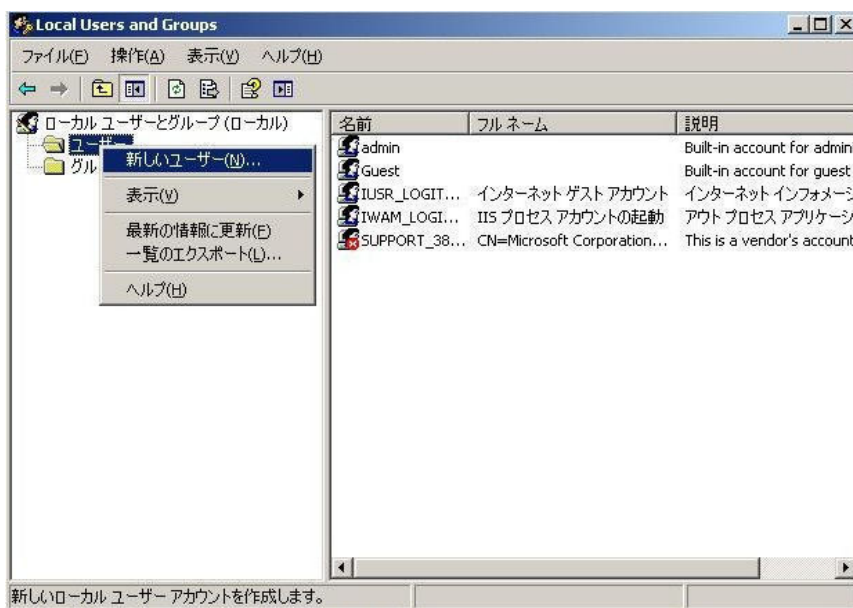 Local Users and Groups
ファイル(F) 操作(A) 表示(V) ヘルプ(H)
ローカル ユーザーとグループ (ローカル)
ユーザー
グル
新しいユーザー(N)...
表示(V)
最新の情報に更新(F)
一覧のエクスポート(L)...
ヘルプ(H)
名前 フル ネーム 説明
admin Built-in account for admini
Guest Built-in account for guest
IUSR_LOGIT... インターネット ゲスト アカウント インターネット インフォメーシ
IWAM_LOGI... IIS プロセス アカウントの起動 アウト プロセス アプリケーシ
SUPPORT_38... CN=Microsoft Corporation... This is a vendor's account
新しいローカル ユーザー アカウントを作成します。